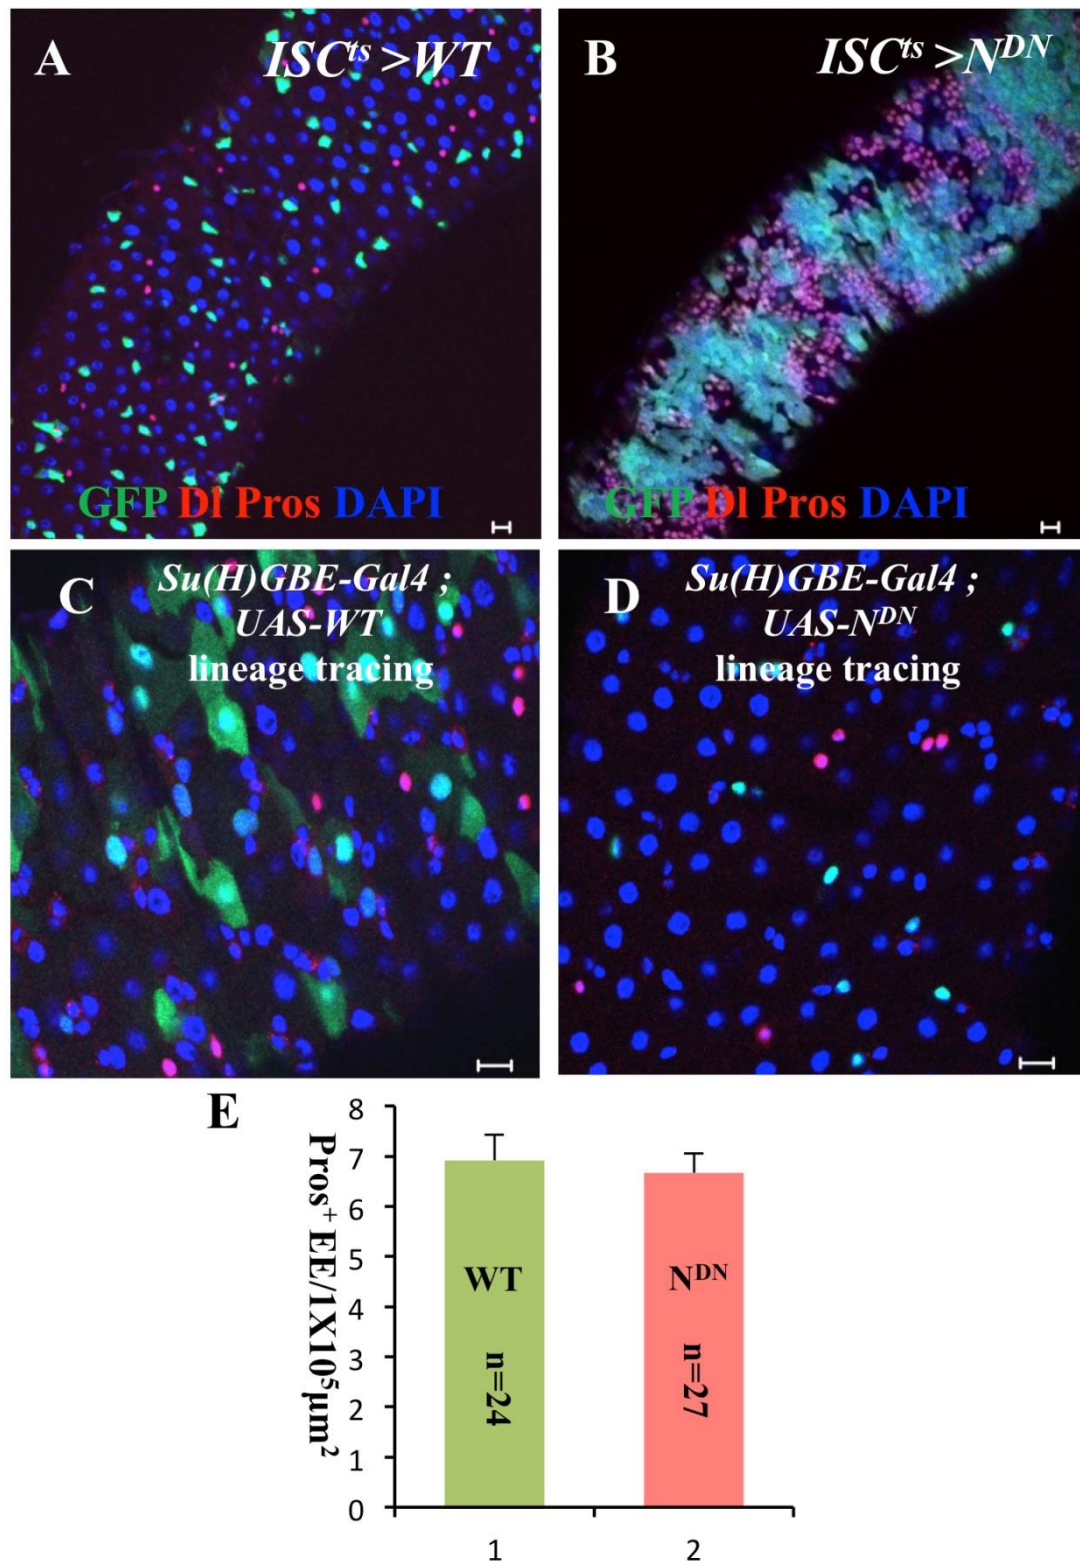 A
ISCᵗˢ >WT
GFP Dl Pros DAPI
B
ISCᵗˢ >Nᴰᴺ
GFP Dl Pros DAPI
C
Su(H)GBE-Gal4 ;
UAS-WT
lineage tracing
D
Su(H)GBE-Gal4 ;
UAS-Nᴰᴺ
lineage tracing
E
Pros⁺ EE/1X10⁵μm²
8
7
6
5
4
3
2
1
0
WT
n=24
Nᴰᴺ
n=27
1
2